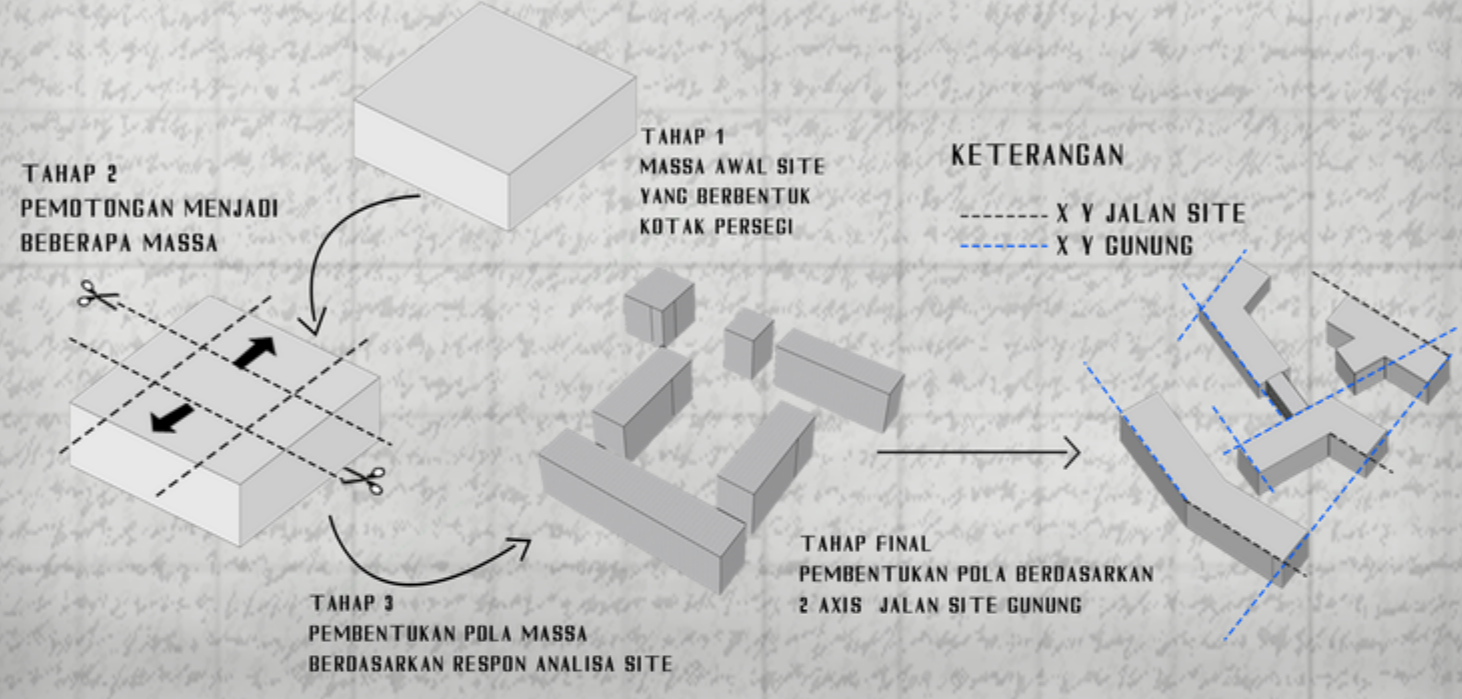 TAHAP 1
MASSA AWAL SITE
YANG BERBENTUK
KOTAK PERSEGI
TAHAP 2
PEMOTONGAN MENJADI
BEBERAPA MASSA
TAHAP 3
PEMBENTUKAN POLA MASSA
BERDASARKAN RESPON ANALISA SITE
TAHAP FINAL
PEMBENTUKAN POLA BERDASARKAN
2 AXIS JALAN SITE GUNUNG
KETERANGAN
X Y JALAN SITE
X Y GUNUNG